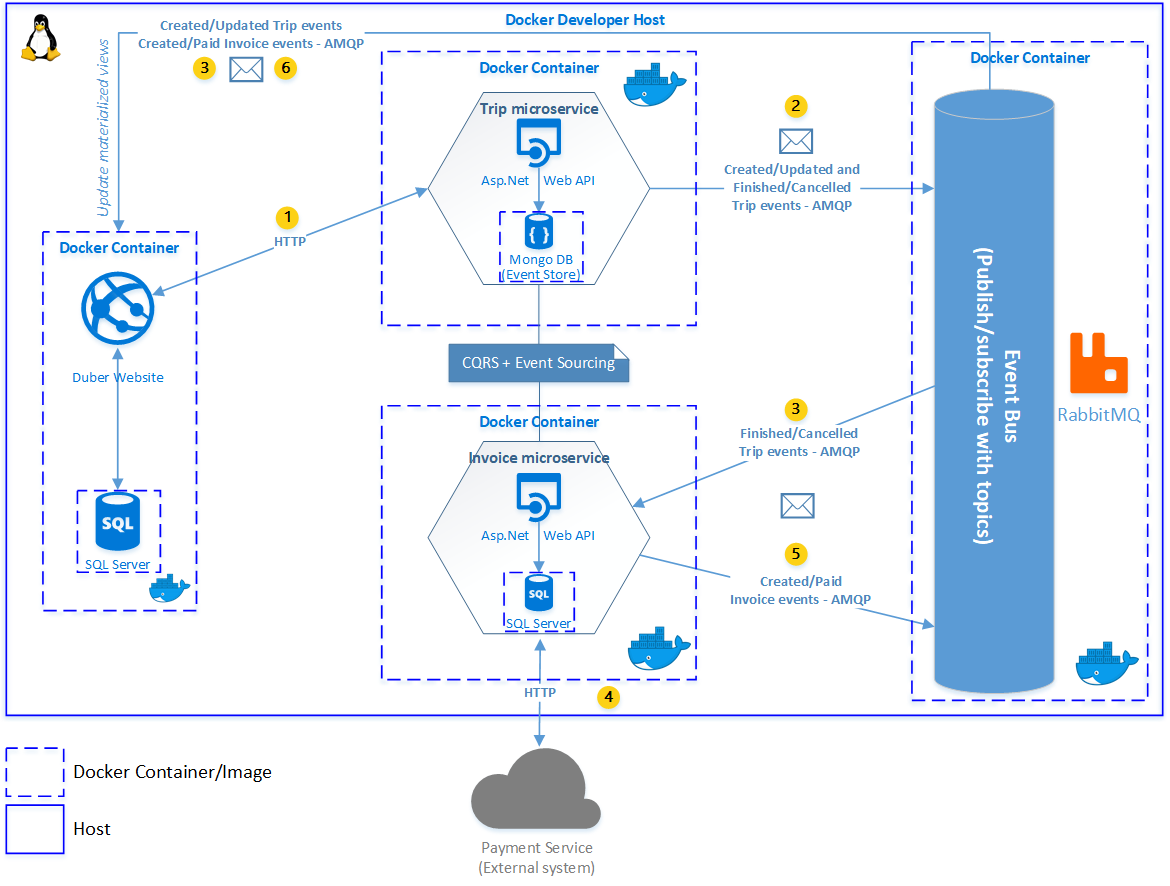 Docker Developer Host
Created/Updated Trip events
Created/Paid Invoice events - AMQP
3
6
Update materialized views
Docker Container
Duber Website
SQL
SQL Server
1
HTTP
Docker Container
Trip microservice
Asp.Net Web API
{ }
Mongo DB
(Event Store)
CQRS + Event Sourcing
Docker Container
Invoice microservice
Asp.Net Web API
SQL
SQL Server
HTTP
4
Payment Service
(External system)
2
Created/Updated and
Finished/Cancelled
Trip events - AMQP
3
Finished/Cancelled
Trip events - AMQP
5
Created/Paid
Invoice events - AMQP
Docker Container
Event Bus
(Publish/subscribe with topics)
RabbitMQ
Docker Container/Image
Host